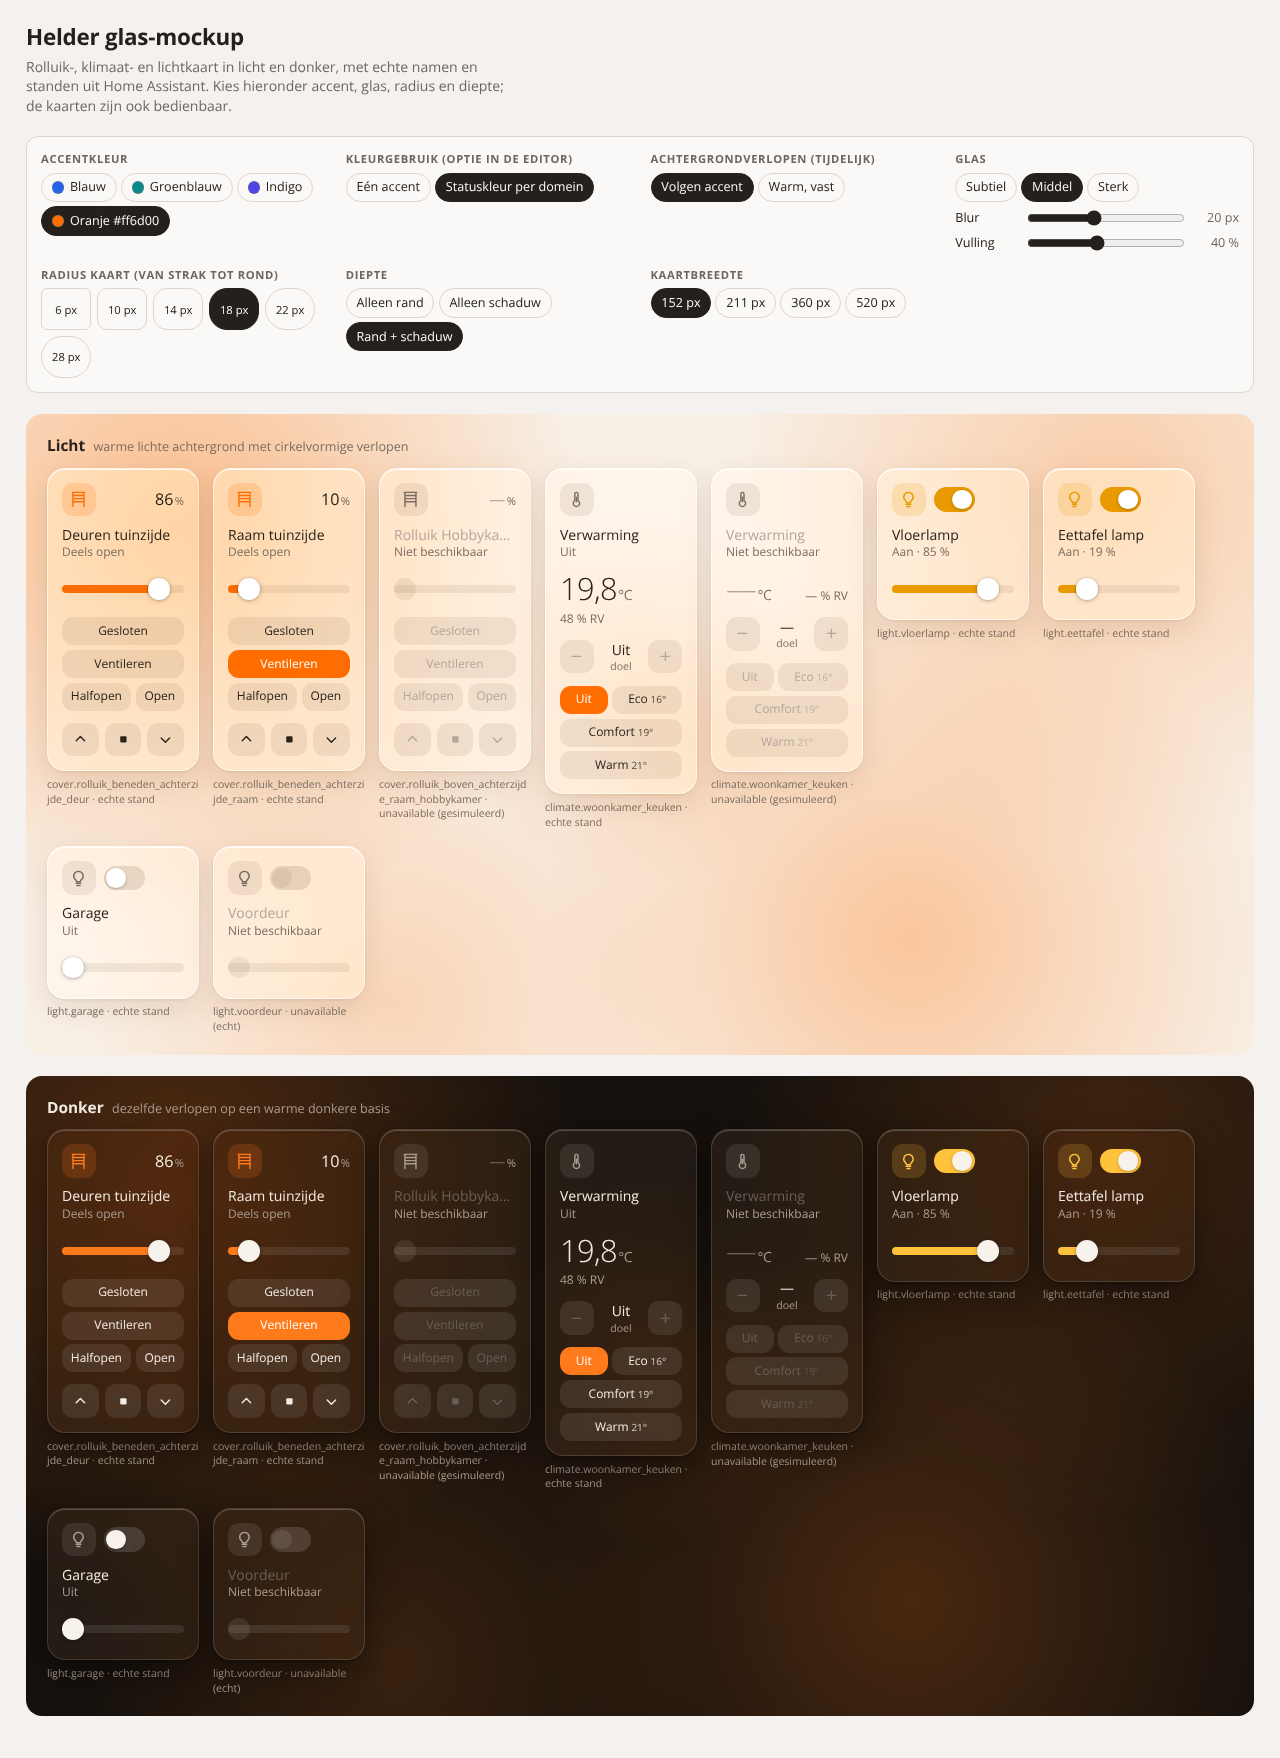 Helder glas-mockup
Rolluik-, klimaat- en lichtkaart in licht en donker, met echte namen en
standen uit Home Assistant. Kies hieronder accent, glas, radius en diepte;
de kaarten zijn ook bedienbaar.
ACCENTKLEUR
Blauw Groenblauw Indigo
Oranje #ff6d00
KLEURGEBRUIK (OPTIE IN DE EDITOR)
Eén accent Statuskleur per domein
ACHTERGRONDVERLOPEN (TIJDELIJK)
Volgen accent Warm, vast
GLAS
Subtiel Middel Sterk
Blur 20 px
Vulling 40 %
RADIUS KAART (VAN STRAK TOT ROND)
6 px 10 px 14 px 18 px 22 px
28 px
DIEPTE
Alleen rand Alleen schaduw
Rand + schaduw
KAARTBREEDTE
152 px 211 px 360 px 520 px
Licht warme lichte achtergrond met cirkelvormige verlopen
86 %
Deuren tuinzijde
Deels open
Gesloten
Ventileren
Halfopen Open
cover.rolluik_beneden_achterzi
jde_deur · echte stand
10 %
Raam tuinzijde
Deels open
Gesloten
Ventileren
Halfopen Open
cover.rolluik_beneden_achterzi
jde_raam · echte stand
— %
Rolluik Hobbyka...
Niet beschikbaar
Gesloten
Ventileren
Halfopen Open
cover.rolluik_boven_achterzijd
e_raam_hobbykamer ·
unavailable (gesimuleerd)
Verwarming
Uit
19,8 °C
48 % RV
− Uit +
doel
Uit Eco 16°
Comfort 19°
Warm 21°
climate.woonkamer_keuken ·
echte stand
Verwarming
Niet beschikbaar
— °C — % RV
− — +
doel
Uit Eco 16°
Comfort 19°
Warm 21°
climate.woonkamer_keuken ·
unavailable (gesimuleerd)
Vloerlamp
Aan · 85 %
light.vloerlamp · echte stand
Eettafel lamp
Aan · 19 %
light.eettafel · echte stand
Garage
Uit
light.garage · echte stand
Voordeur
Niet beschikbaar
light.voordeur · unavailable
(echt)
Donker dezelfde verlopen op een warme donkere basis
86 %
Deuren tuinzijde
Deels open
Gesloten
Ventileren
Halfopen Open
cover.rolluik_beneden_achterzi
jde_deur · echte stand
10 %
Raam tuinzijde
Deels open
Gesloten
Ventileren
Halfopen Open
cover.rolluik_beneden_achterzi
jde_raam · echte stand
— %
Rolluik Hobbyka...
Niet beschikbaar
Gesloten
Ventileren
Halfopen Open
cover.rolluik_boven_achterzijd
e_raam_hobbykamer ·
unavailable (gesimuleerd)
Verwarming
Uit
19,8 °C
48 % RV
− Uit +
doel
Uit Eco 16°
Comfort 19°
Warm 21°
climate.woonkamer_keuken ·
echte stand
Verwarming
Niet beschikbaar
— °C — % RV
− — +
doel
Uit Eco 16°
Comfort 19°
Warm 21°
climate.woonkamer_keuken ·
unavailable (gesimuleerd)
Vloerlamp
Aan · 85 %
light.vloerlamp · echte stand
Eettafel lamp
Aan · 19 %
light.eettafel · echte stand
Garage
Uit
light.garage · echte stand
Voordeur
Niet beschikbaar
light.voordeur · unavailable
(echt)